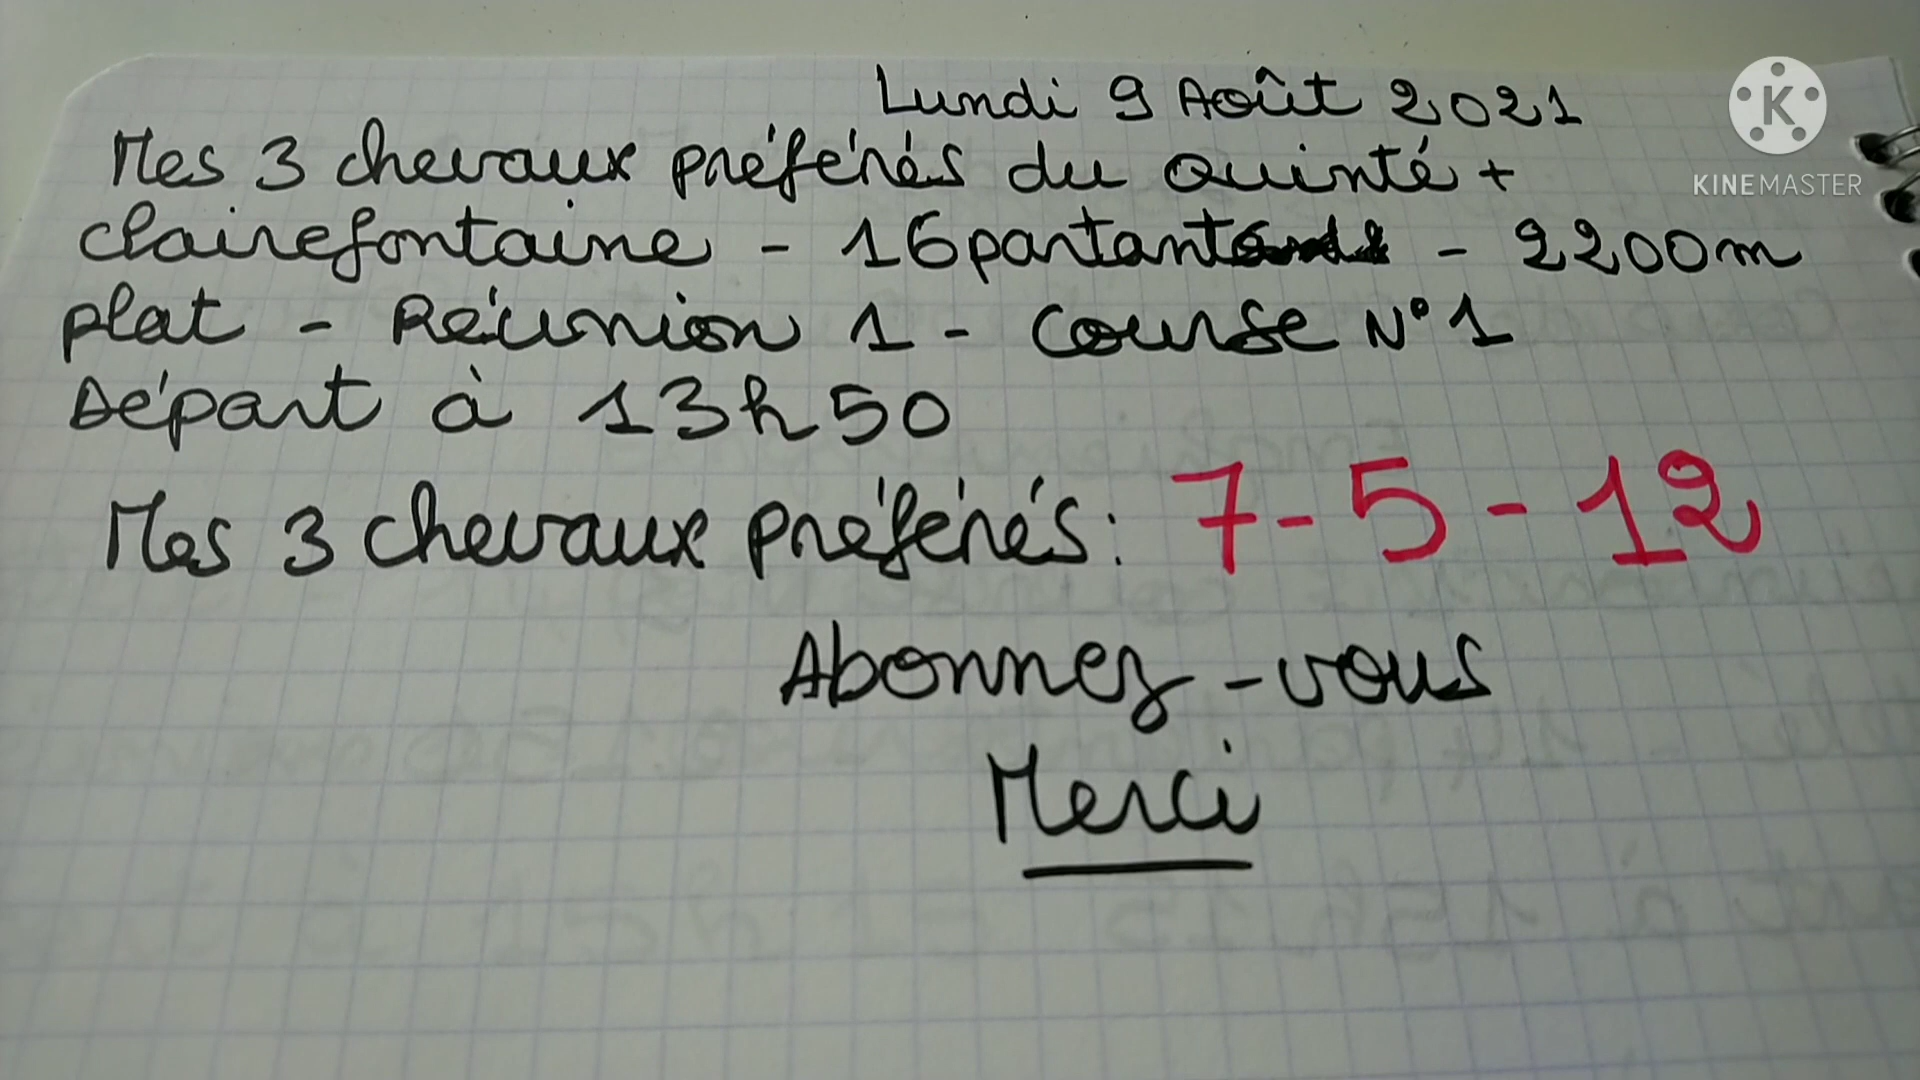 Lundi 9 Août 2021
Mes 3 chevaux préférés du Quinté +
Clairefontaine - 16 partants - 2200m
plat - Réunion 1 - Course N°1
Départ à 13h50
Mes 3 chevaux préférés : 7 - 5 - 12
Abonnez-vous
Merci
K
KINEMASTER